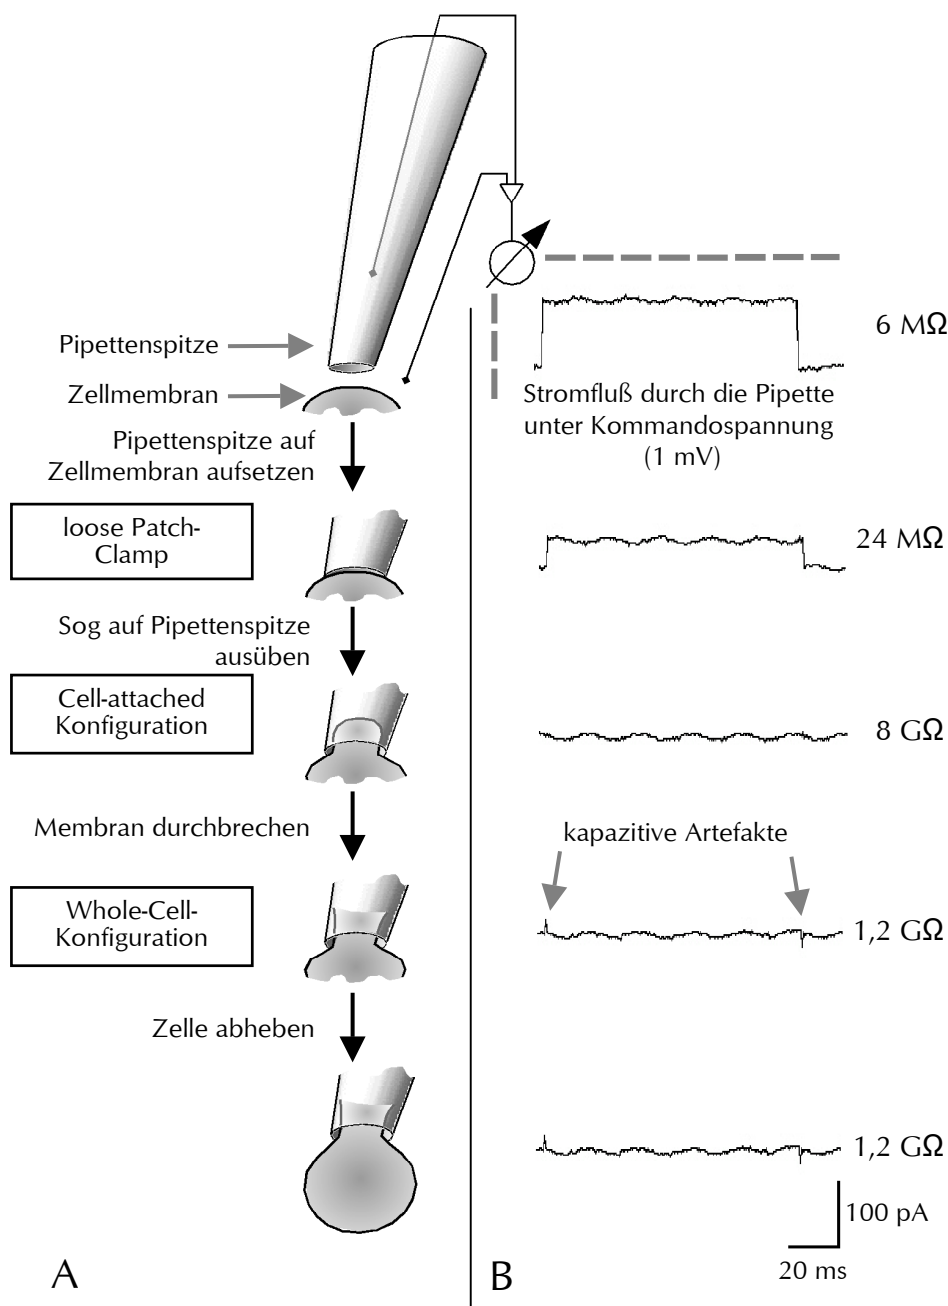 Pipettenspitze
Zellmembran
Pipettenspitze auf
Zellmembran aufsetzen
loose Patch-
Clamp
Sog auf Pipettenspitze
ausüben
Cell-attached
Konfiguration
Membran durchbrechen
Whole-Cell-
Konfiguration
Zelle abheben
A
6 MΩ
Stromfluß durch die Pipette
unter Kommandospannung
(1 mV)
24 MΩ
8 GΩ
kapazitive Artefakte
1,2 GΩ
1,2 GΩ
100 pA
20 ms
B